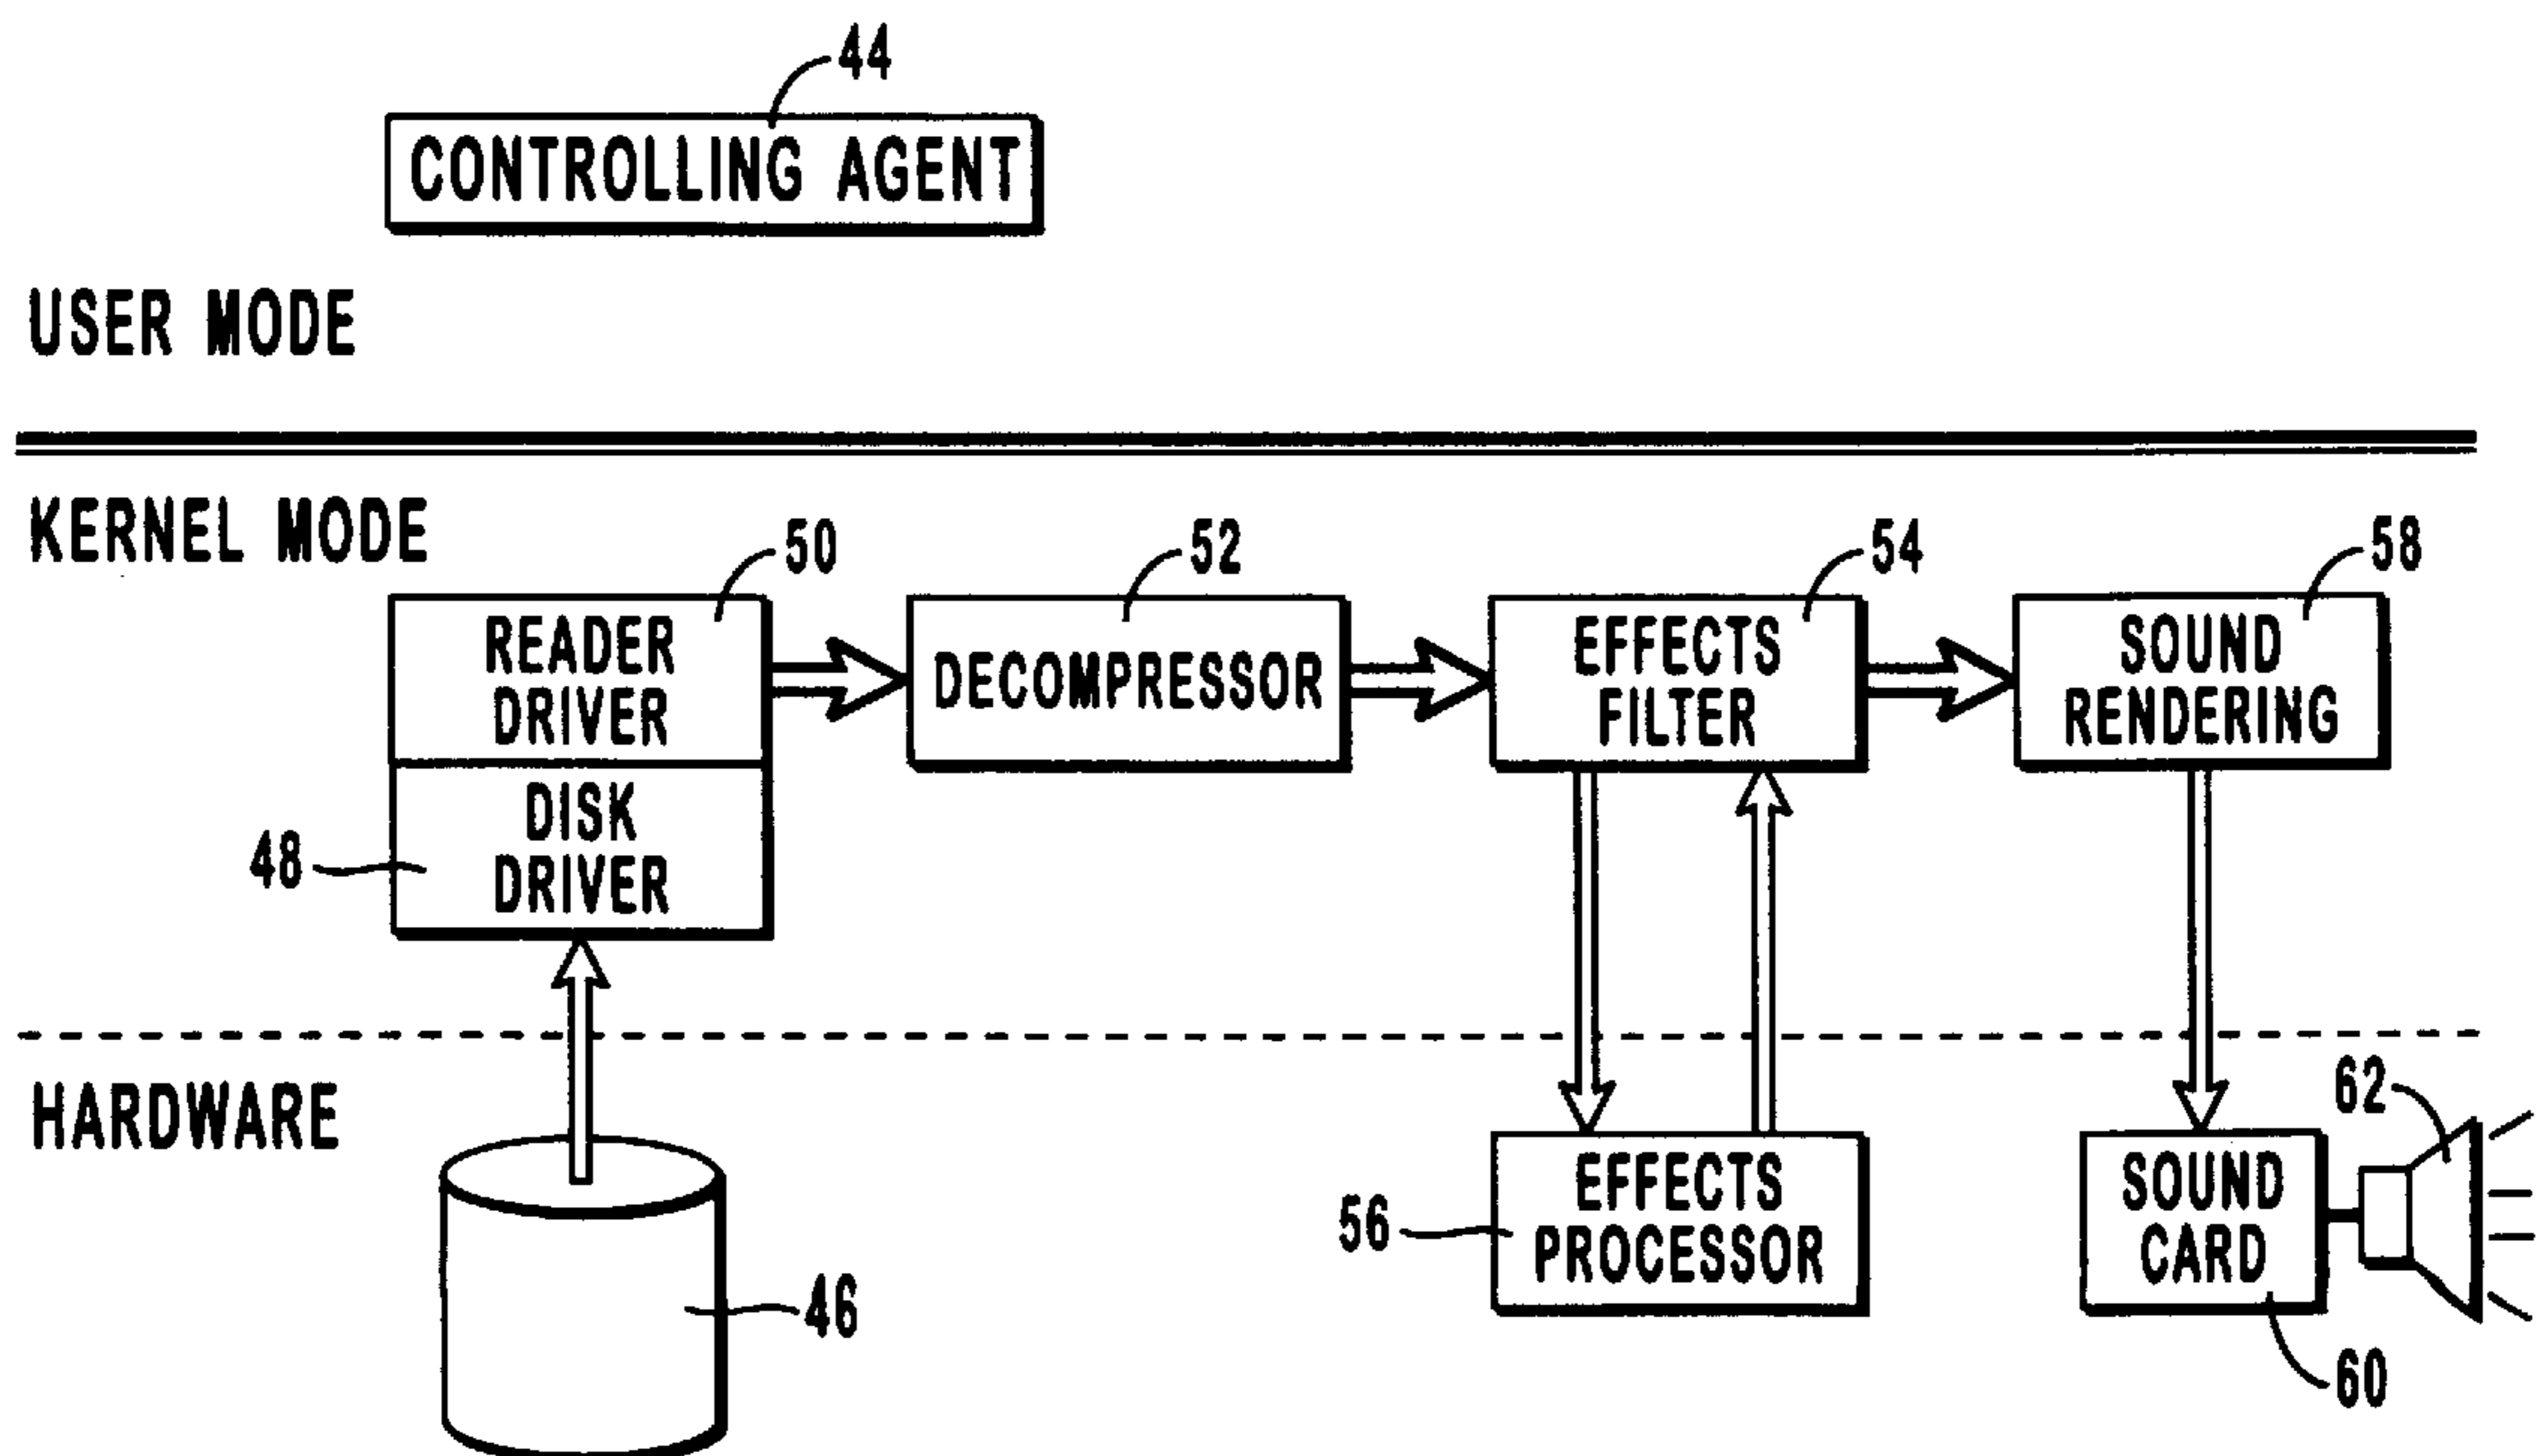 44
CONTROLLING AGENT
USER MODE
KERNEL MODE
50
52
54
58
READER
DRIVER
DECOMPRESSOR
EFFECTS
FILTER
SOUND
RENDERING
DISK
DRIVER
48
HARDWARE
62
EFFECTS
PROCESSOR
56
SOUND
CARD
46
60